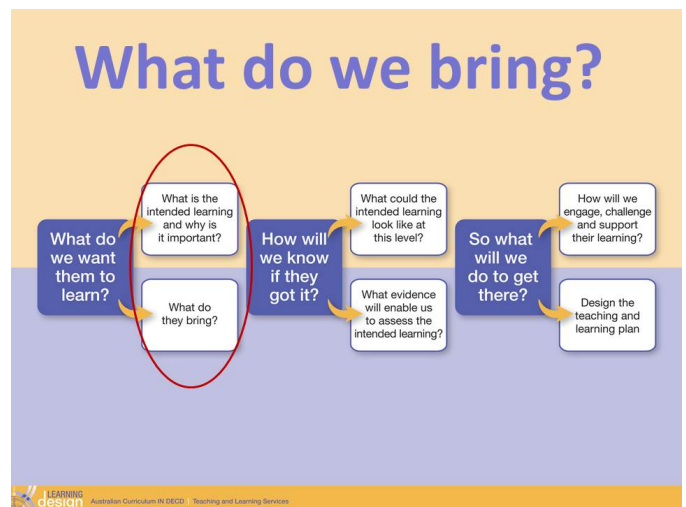 What do we bring?
What do
we want
them to
learn?
What is the
intended learning
and why is
it important?
What do
they bring?
How will
we know
if they
got it?
What could the
intended learning
look like at
this level?
What evidence
will enable us
to assess the
intended learning?
So what
will we
do to get
there?
How will we
engage, challenge
and support
their learning?
Design the
teaching and
learning plan
LEARNING
design
Australian Curriculum IN DECD | Teaching and Learning Services